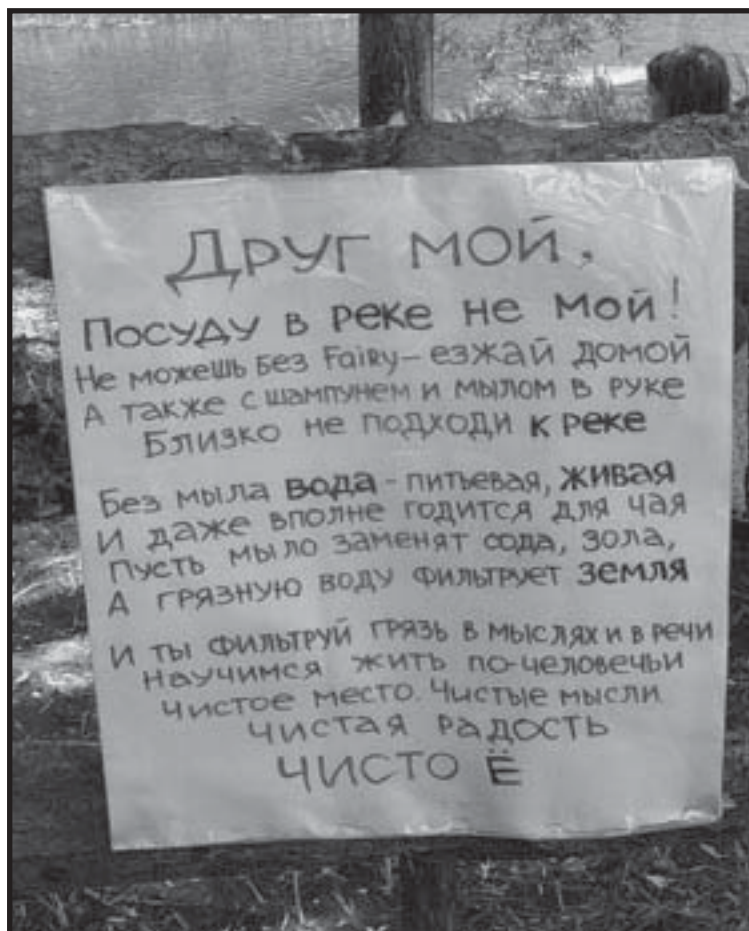 Друг мой,
Посуду в реке не мой!
Не можешь без Fairy – езжай домой
А также с шампунем и мылом в руке
Близко не подходи к реке
Без мыла вода - питьевая, живая
И даже вполне годится для чая
Пусть мыло заменят сода, зола,
А грязную воду фильтрует земля
И ты фильтруй грязь в мыслях и в речи
Научимся жить по-человечьи
Чистое место. Чистые мысли.
Чистая радость
Чисто Ё